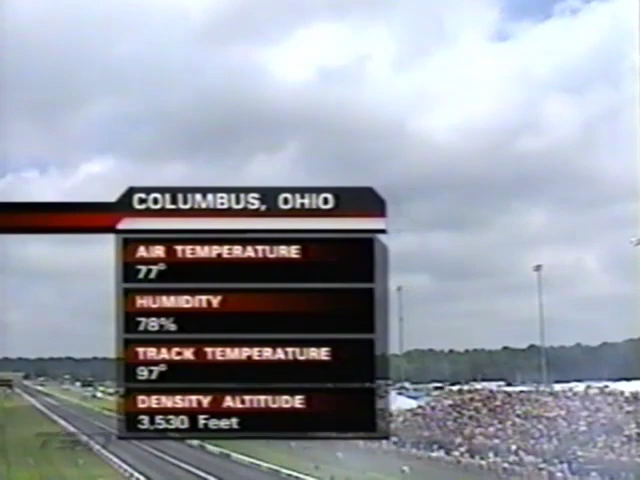 COLUMBUS, OHIO
AIR TEMPERATURE
77°
HUMIDITY
78%
TRACK TEMPERATURE
97°
DENSITY ALTITUDE
3,530 Feet